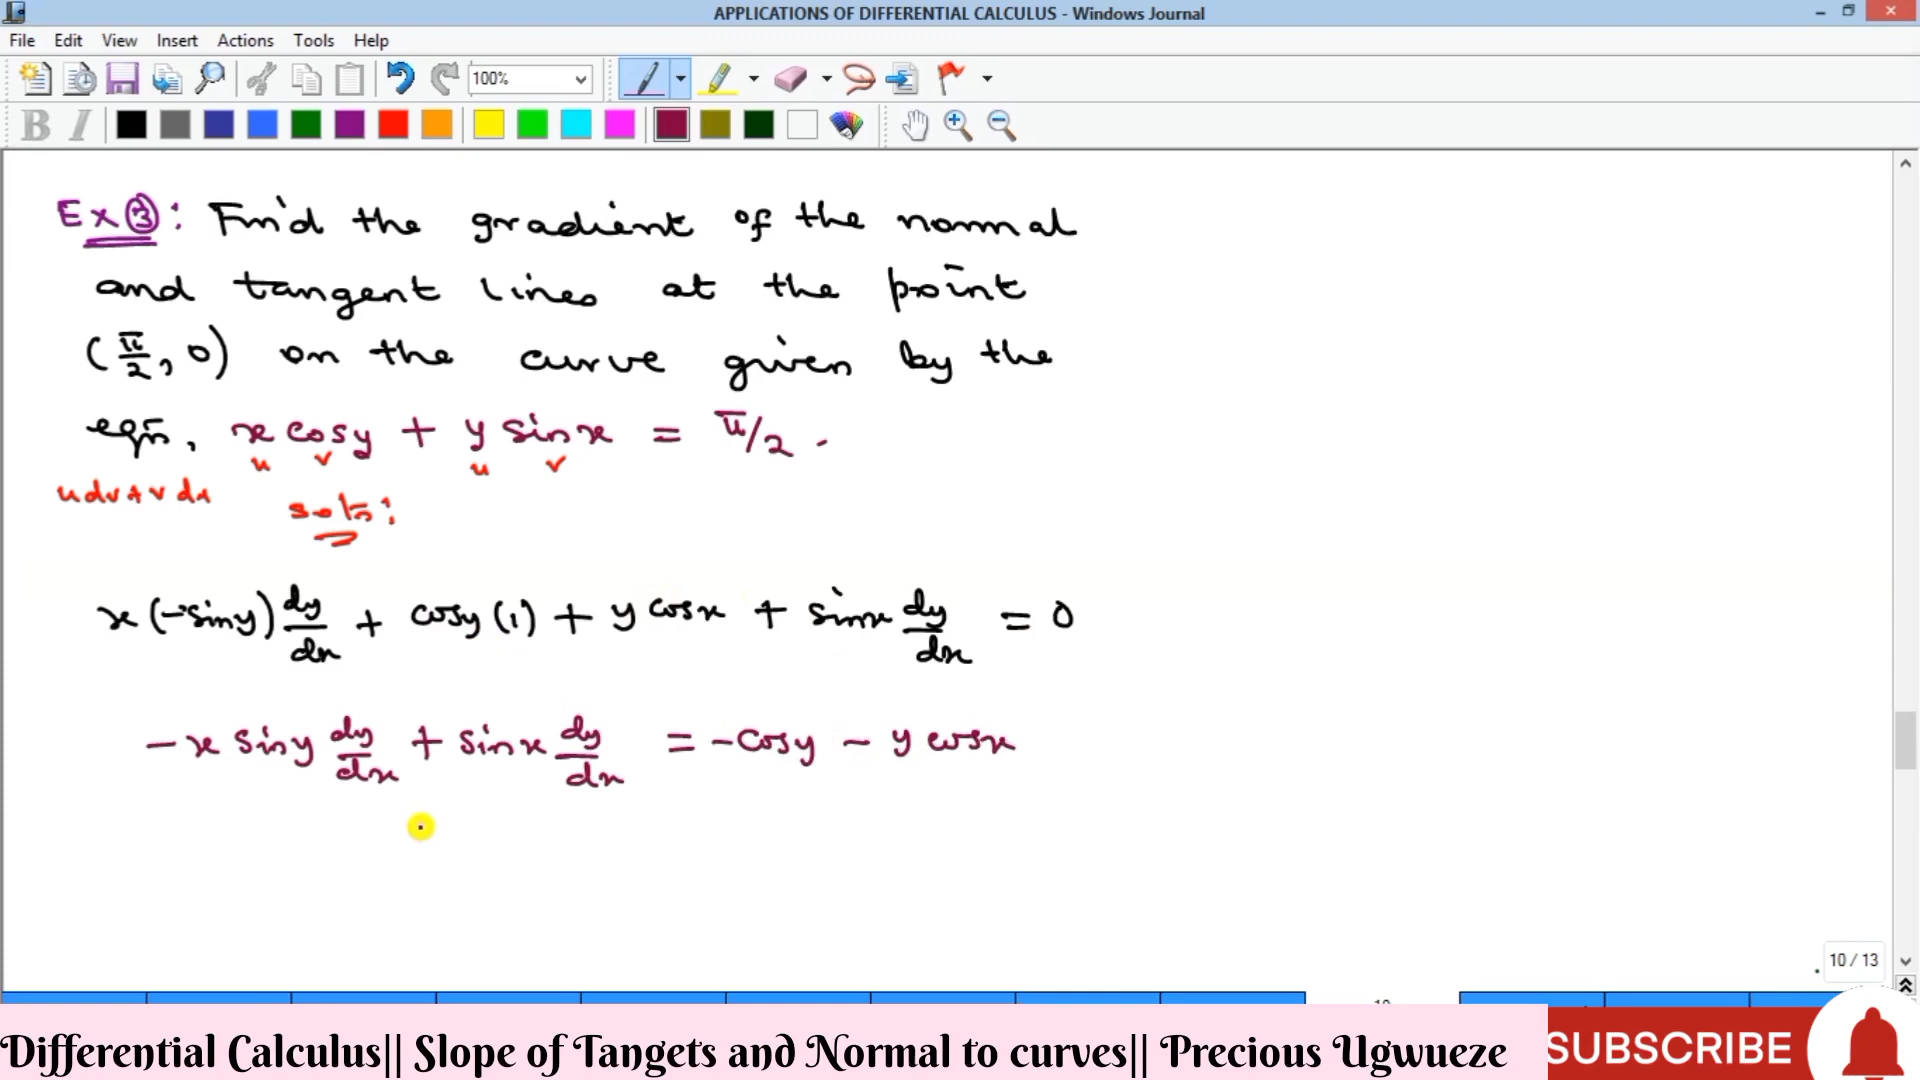 APPLICATIONS OF DIFFERENTIAL CALCULUS - Windows Journal
File Edit View Insert Actions Tools Help
100%
B I
Ex ③: Find the gradient of the normal
and tangent lines at the point
(π/2, 0) on the curve given by the
eqn, x cosy + y sinx = π/2 .
u v u v
udv + v du
soln:
x(-siny) dy/dx + cosy (1) + y cosx + sinx dy/dx = 0
-x siny dy/dx + sinx dy/dx = -cosy - y cosx
10 / 13
Differential Calculus|| Slope of Tangets and Normal to curves|| Precious Ugwueze
SUBSCRIBE